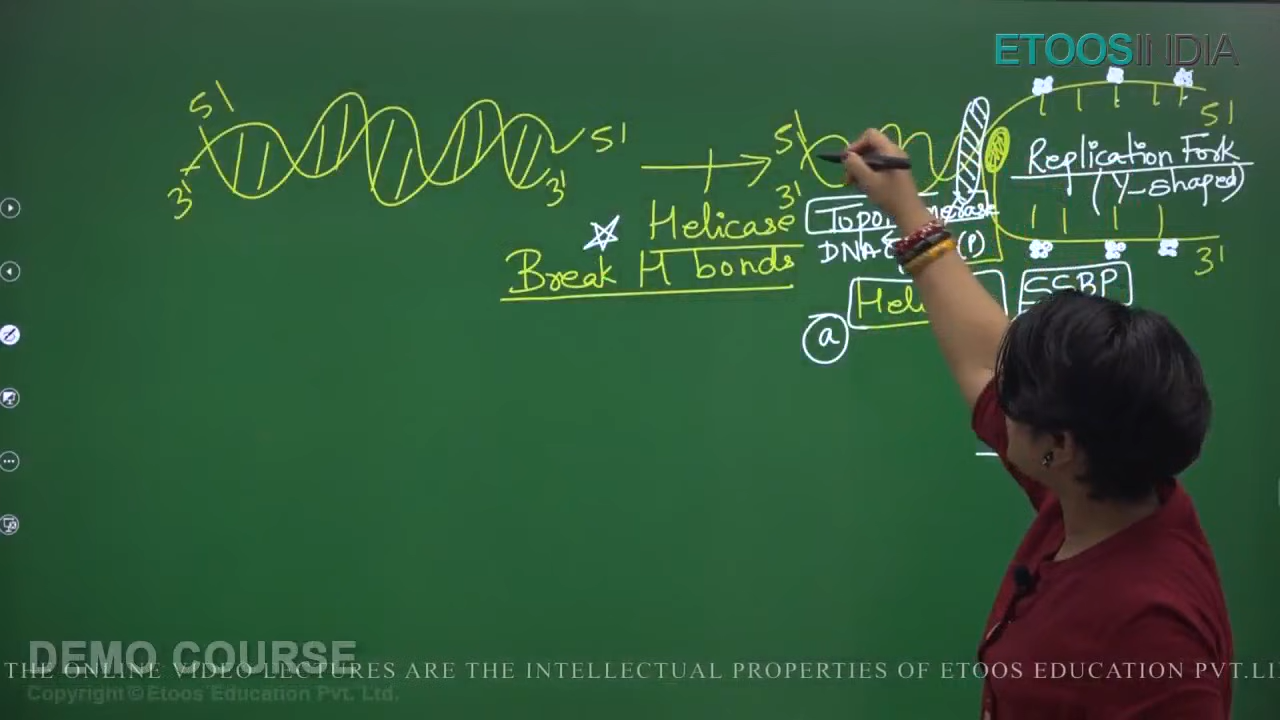 ETOOSINDIA
5'
5'
3'
3'
5'
3'
5'
3'
Replication Fork
(Y-shaped)
Helicase
Break H bonds
DNA
(P)
SSBP
a
DEMO COURSE
THE ONLINE VIDEO LECTURES ARE THE INTELLECTUAL PROPERTIES OF ETOOS EDUCATION PVT.LI
Copyright © Etoos Education Pvt. Ltd.